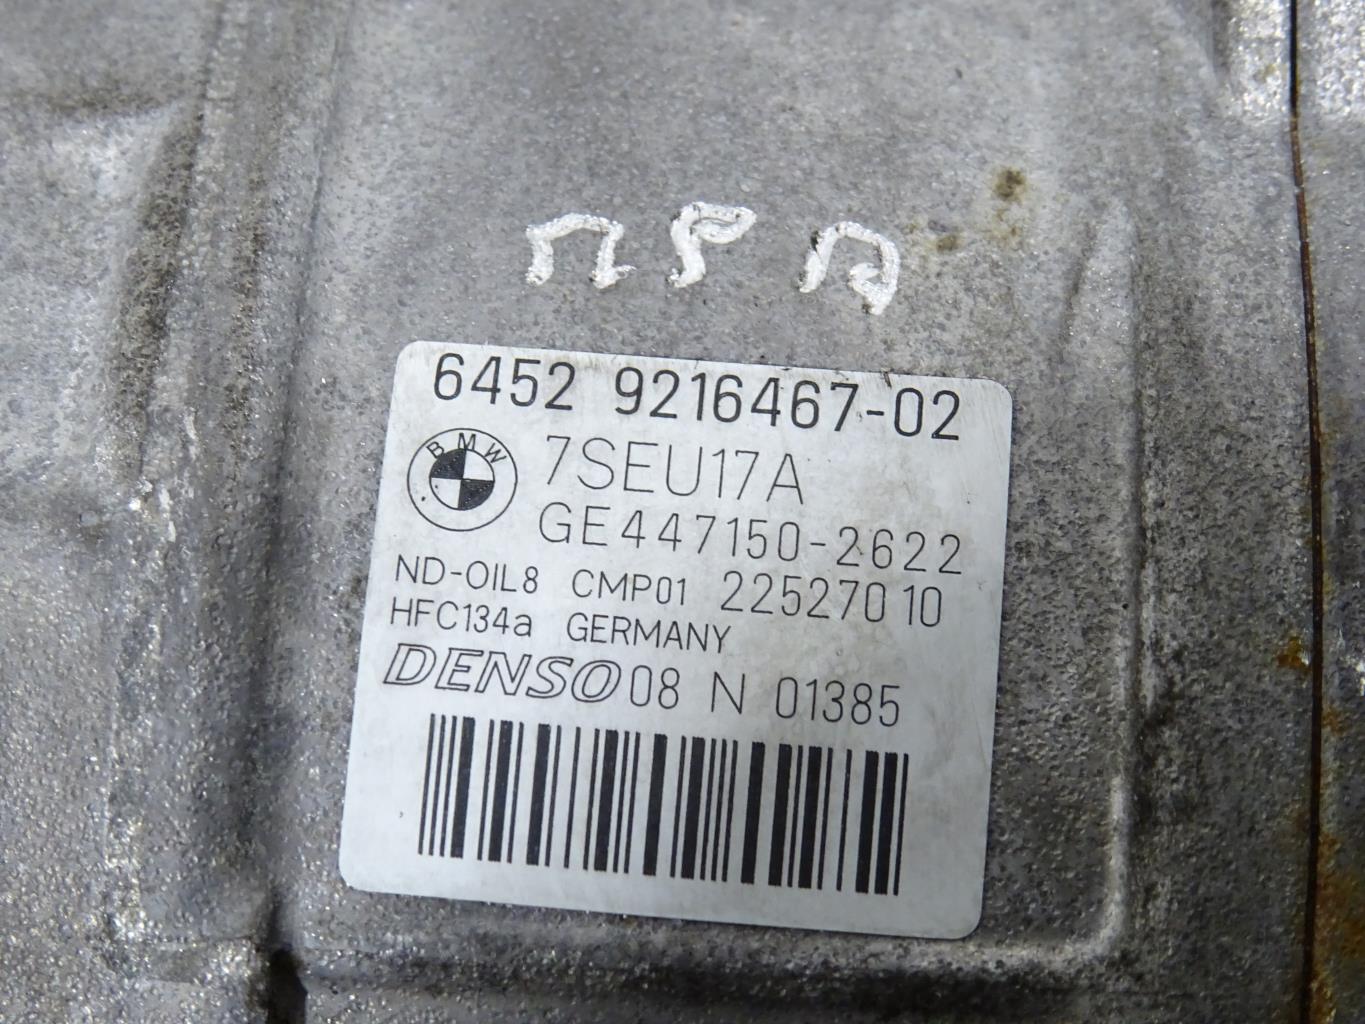 6452 9216467-02
BMW
7SEU17A
GE447150-2622
ND-OIL8 CMP01 22527010
HFC134a GERMANY
DENSO 08 N 01385